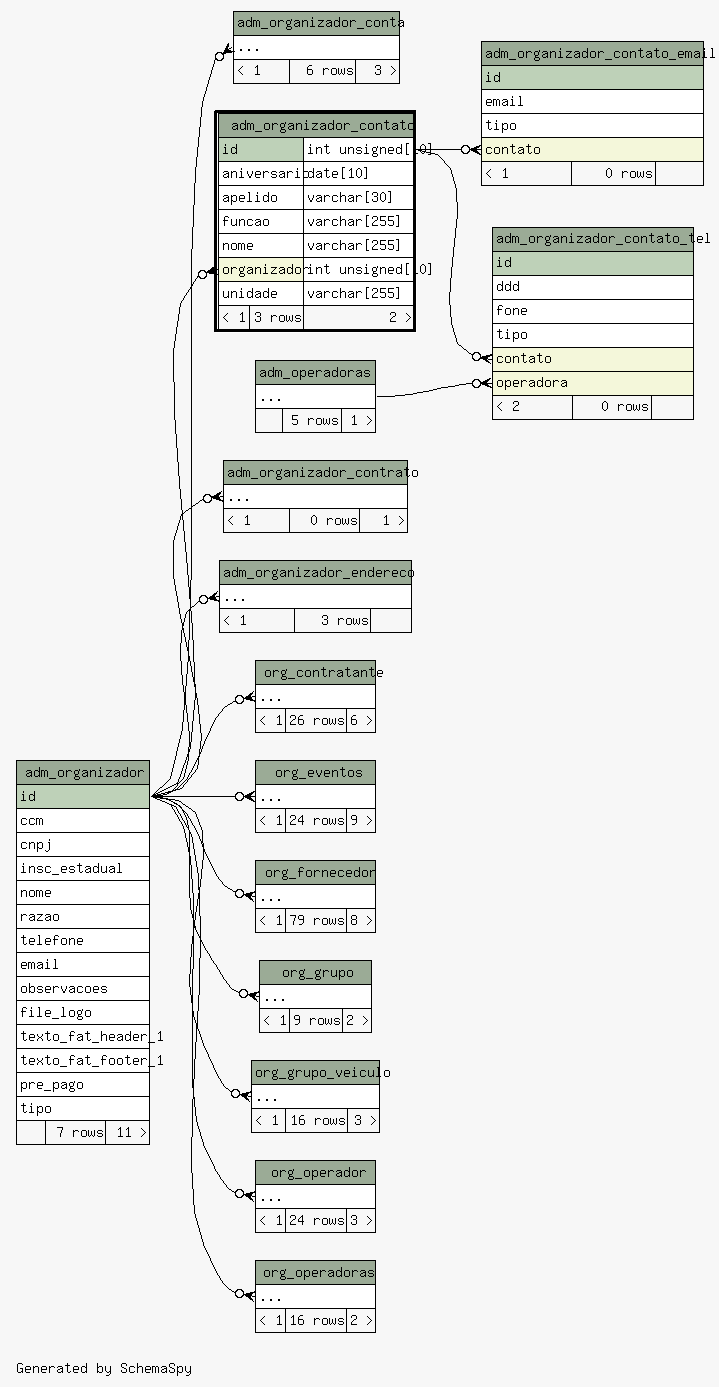 adm_organizador_conta
...
< 1 6 rows 3 >
adm_organizador_contato_email
id
email
tipo
contato
< 1 0 rows
adm_organizador_contato
id int unsigned[10]
aniversario date[10]
apelido varchar[30]
funcao varchar[255]
nome varchar[255]
organizador int unsigned[10]
unidade varchar[255]
< 1 3 rows 2 >
adm_organizador_contato_tel
id
ddd
fone
tipo
contato
operadora
< 2 0 rows
adm_operadoras
...
5 rows 1 >
adm_organizador_contrato
...
< 1 0 rows 1 >
adm_organizador_endereco
...
< 1 3 rows
org_contratante
...
< 1 26 rows 6 >
adm_organizador
id
ccm
cnpj
insc_estadual
nome
razao
telefone
email
observacoes
file_logo
texto_fat_header_1
texto_fat_footer_1
pre_pago
tipo
7 rows 11 >
org_eventos
...
< 1 24 rows 9 >
org_fornecedor
...
< 1 79 rows 8 >
org_grupo
...
< 1 9 rows 2 >
org_grupo_veiculo
...
< 1 16 rows 3 >
org_operador
...
< 1 24 rows 3 >
org_operadoras
...
< 1 16 rows 2 >
Generated by SchemaSpy